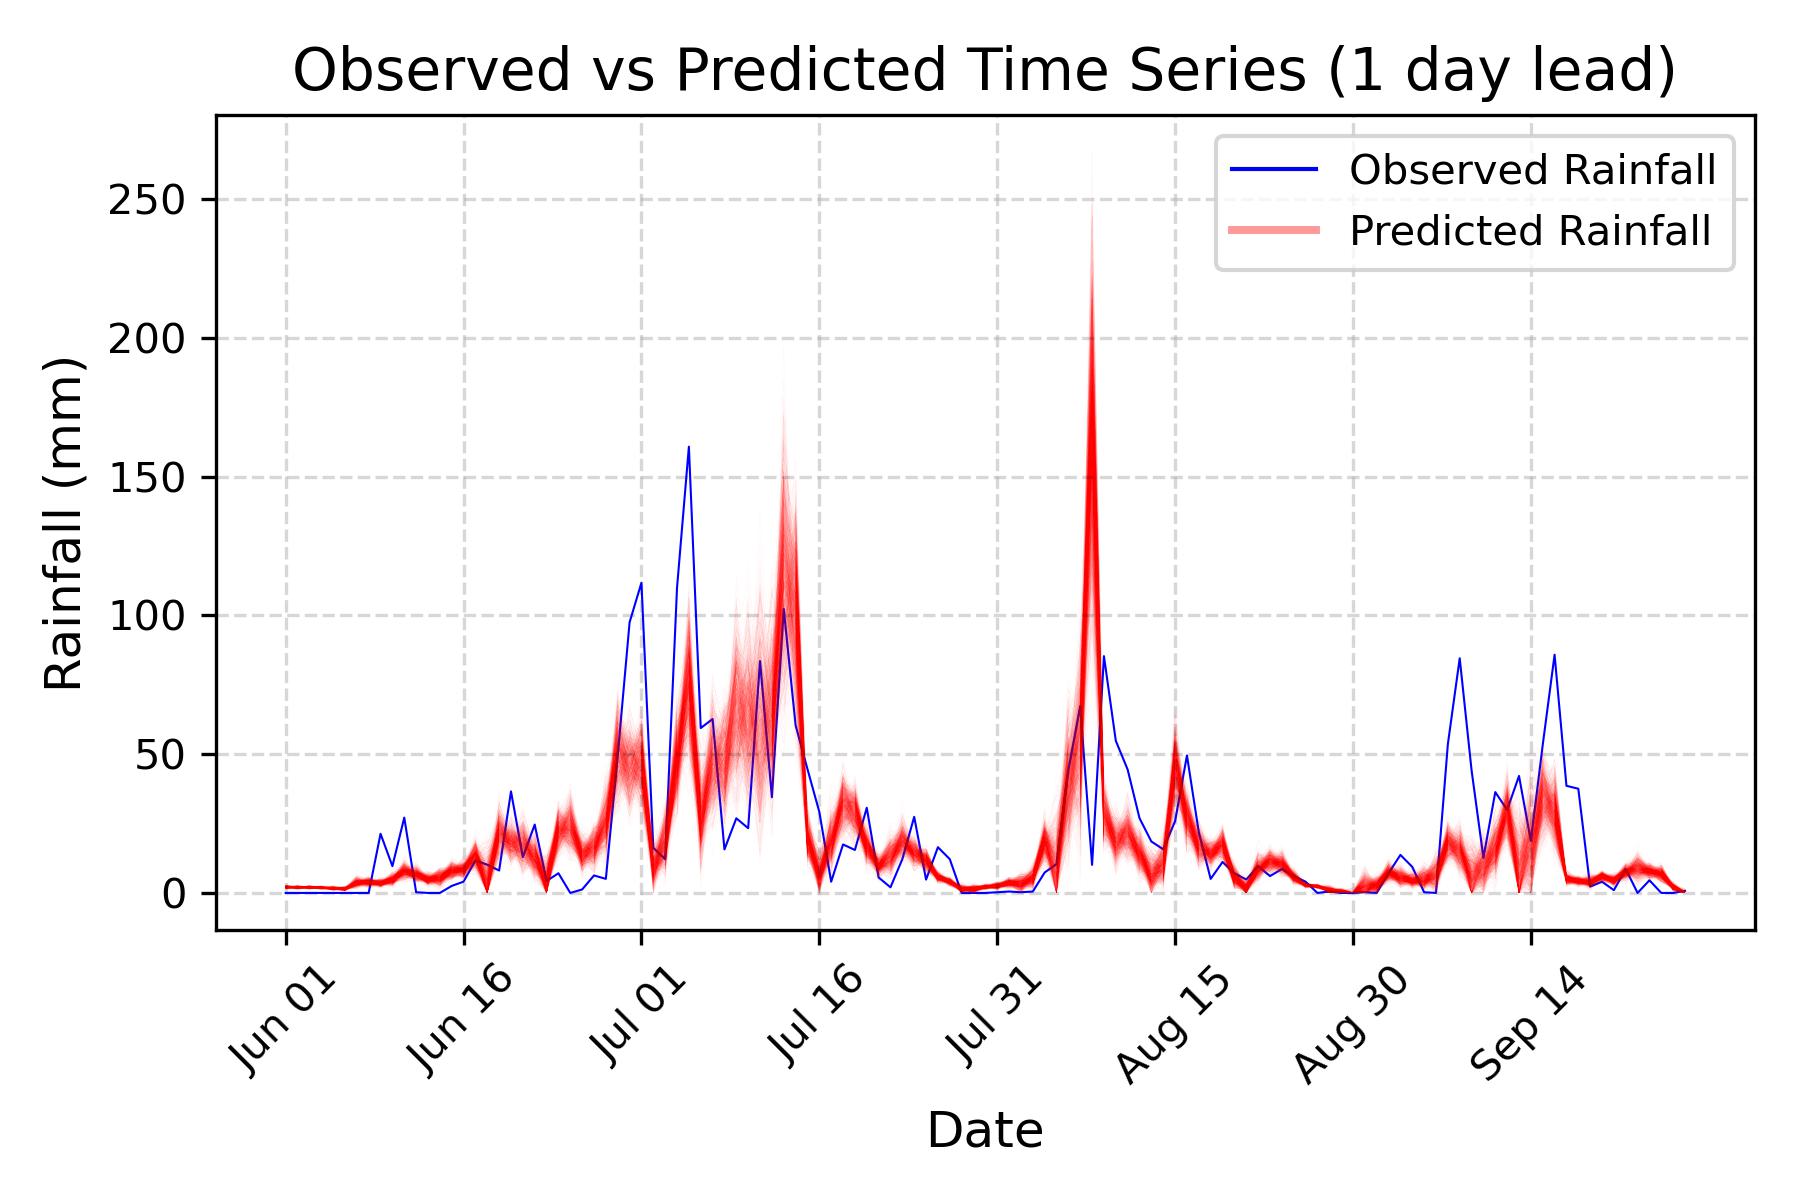 Observed vs Predicted Time Series (1 day lead)
Observed Rainfall
Predicted Rainfall
Rainfall (mm)
250
200
150
100
50
0
Jun 01
Jun 16
Jul 01
Jul 16
Jul 31
Aug 15
Aug 30
Sep 14
Date